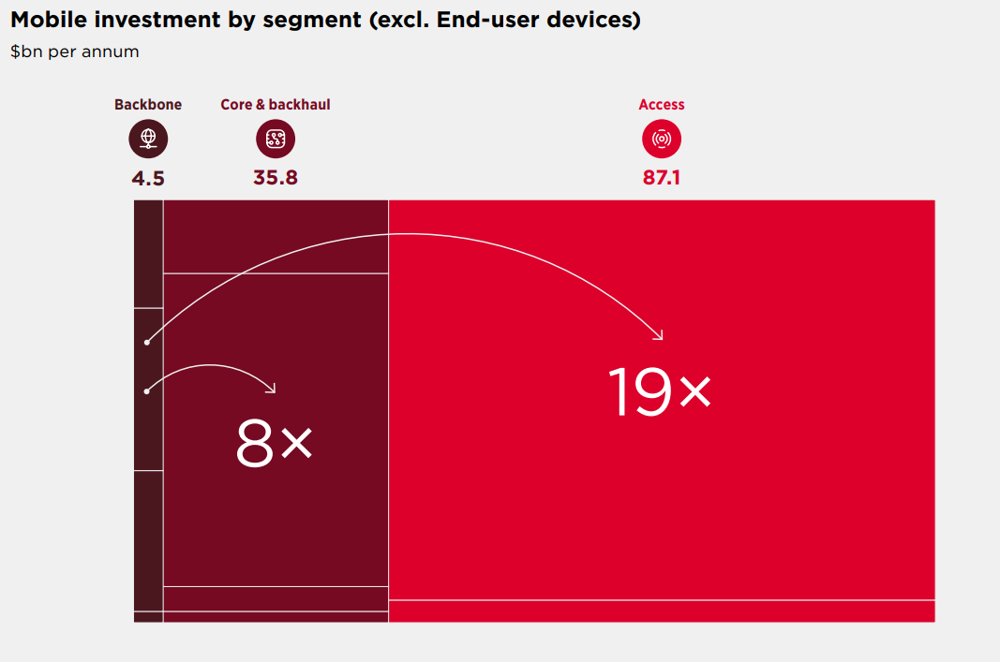 Mobile investment by segment (excl. End-user devices)
$bn per annum
Backbone
Core & backhaul
Access
4.5
35.8
87.1
8×
19×